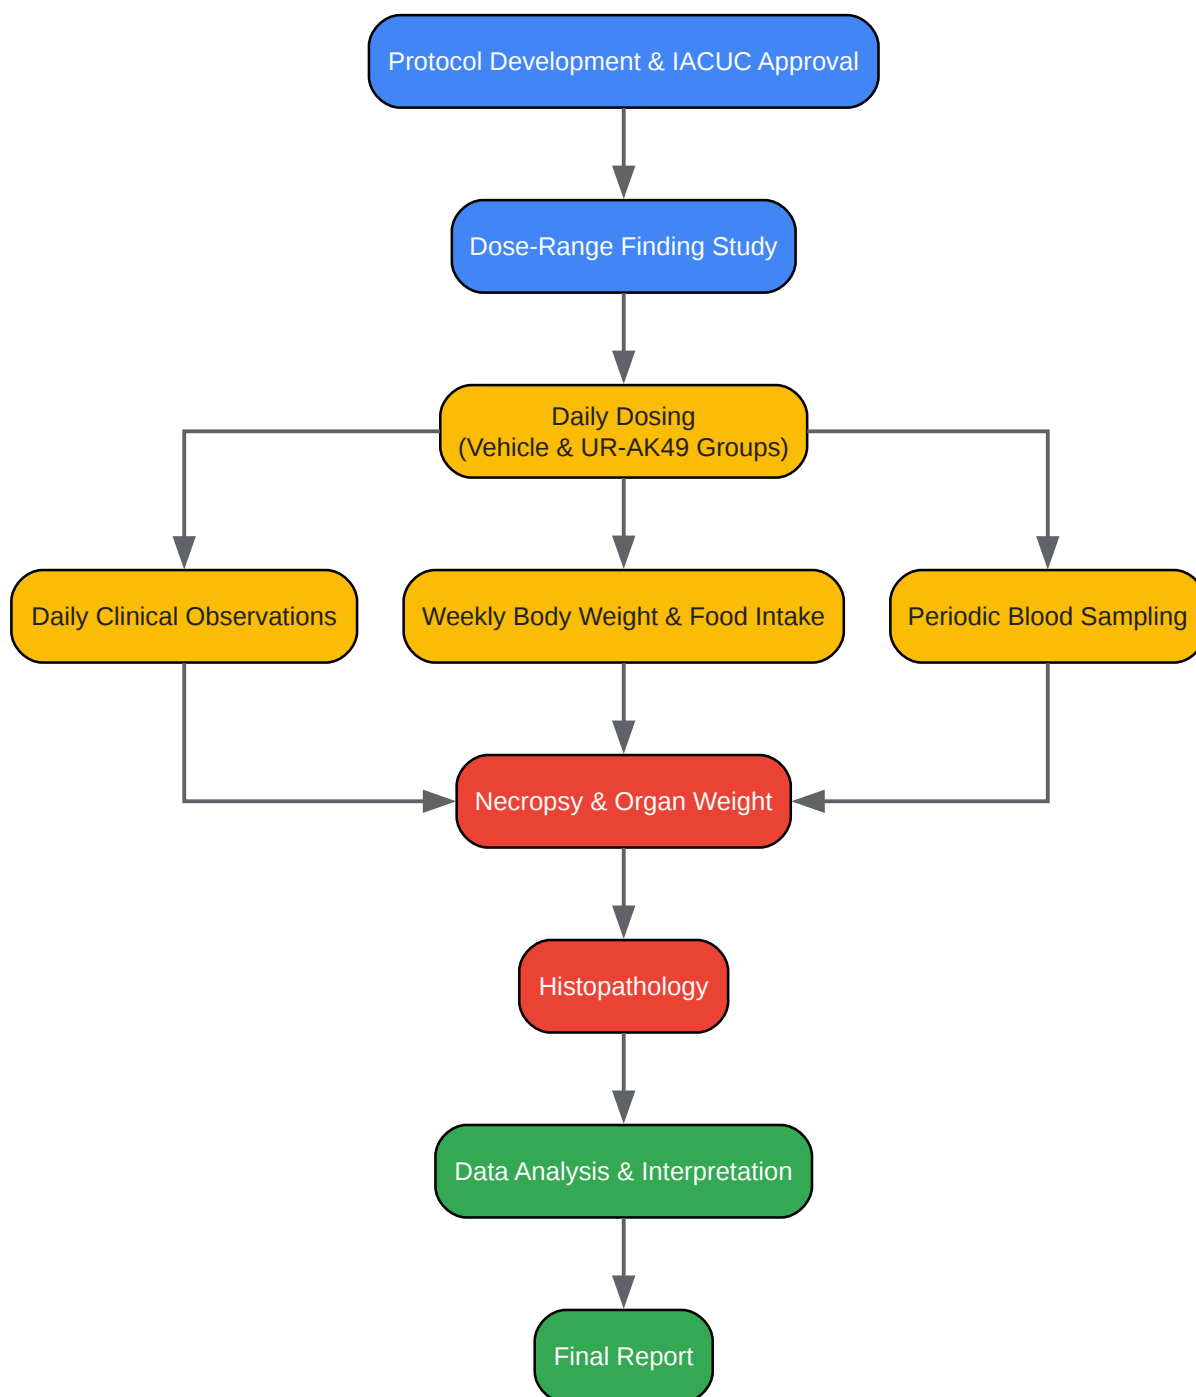 Protocol Development & IACUC Approval
Dose-Range Finding Study
Daily Dosing
(Vehicle & UR-AK49 Groups)
Daily Clinical Observations
Weekly Body Weight & Food Intake
Periodic Blood Sampling
Necropsy & Organ Weight
Histopathology
Data Analysis & Interpretation
Final Report